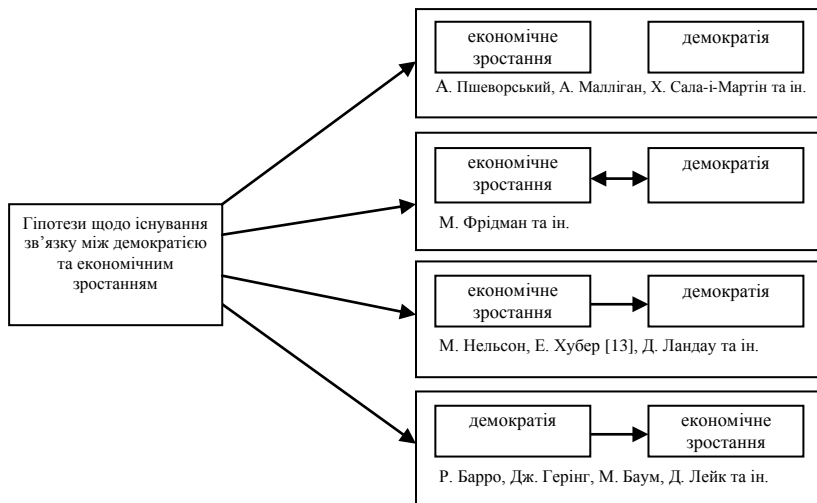 Гіпотези щодо існування
зв’язку між демократією
та економічним
зростанням
економічне
зростання
демократія
А. Пшеворський, А. Малліган, Х. Сала-і-Мартін та ін.
економічне
зростання
демократія
М. Фрідман та ін.
економічне
зростання
демократія
М. Нельсон, Е. Хубер [13], Д. Ландау та ін.
демократія
економічне
зростання
Р. Барро, Дж. Герінг, М. Баум, Д. Лейк та ін.